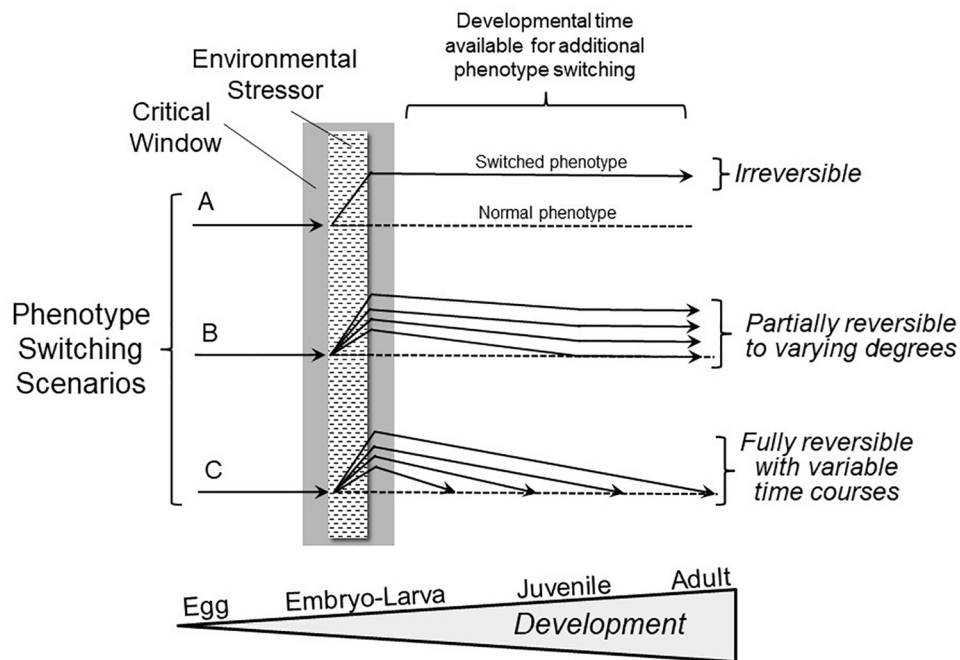 Developmental time
available for additional
phenotype switching
Environmental
Stressor
Critical
Window
Switched phenotype
Irreversible
A
Normal phenotype
Phenotype
Switching
Scenarios
B
Partially reversible
to varying degrees
C
Fully reversible
with variable
time courses
Egg
Embryo-Larva
Juvenile
Adult
Development